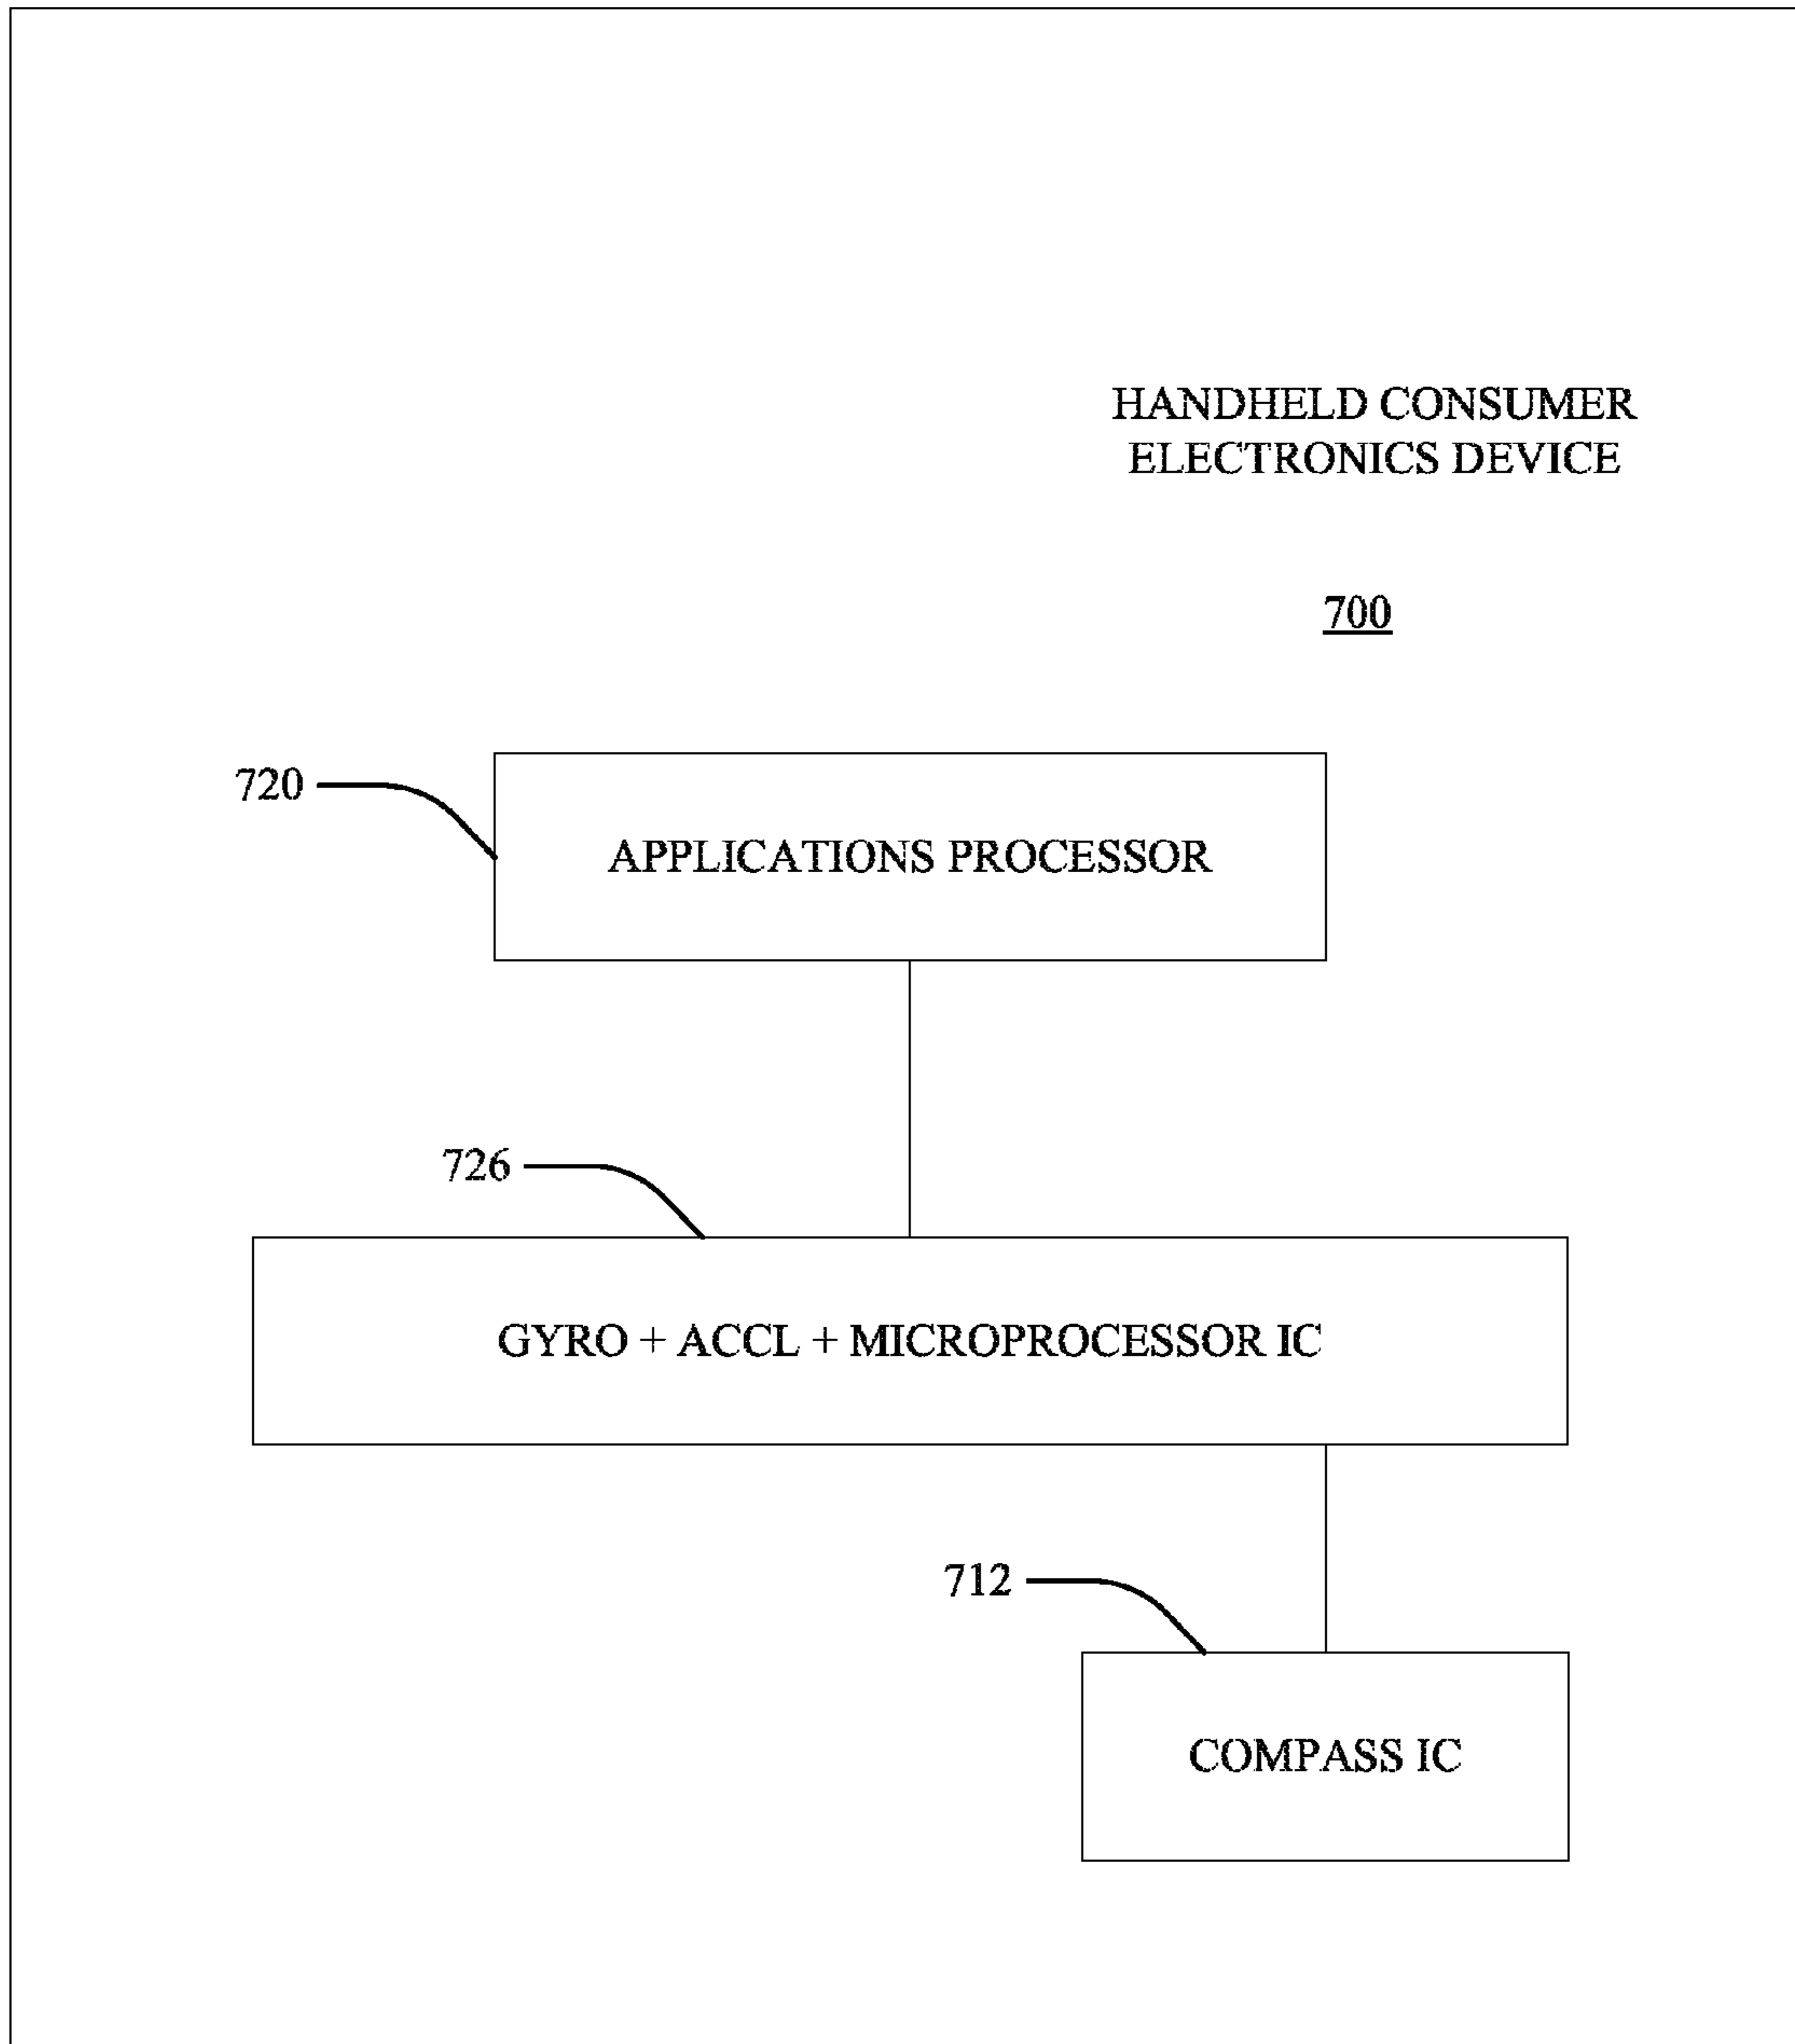 HANDHELD CONSUMER
ELECTRONICS DEVICE
700
720
APPLICATIONS PROCESSOR
726
GYRO + ACCL + MICROPROCESSOR IC
712
COMPASS IC